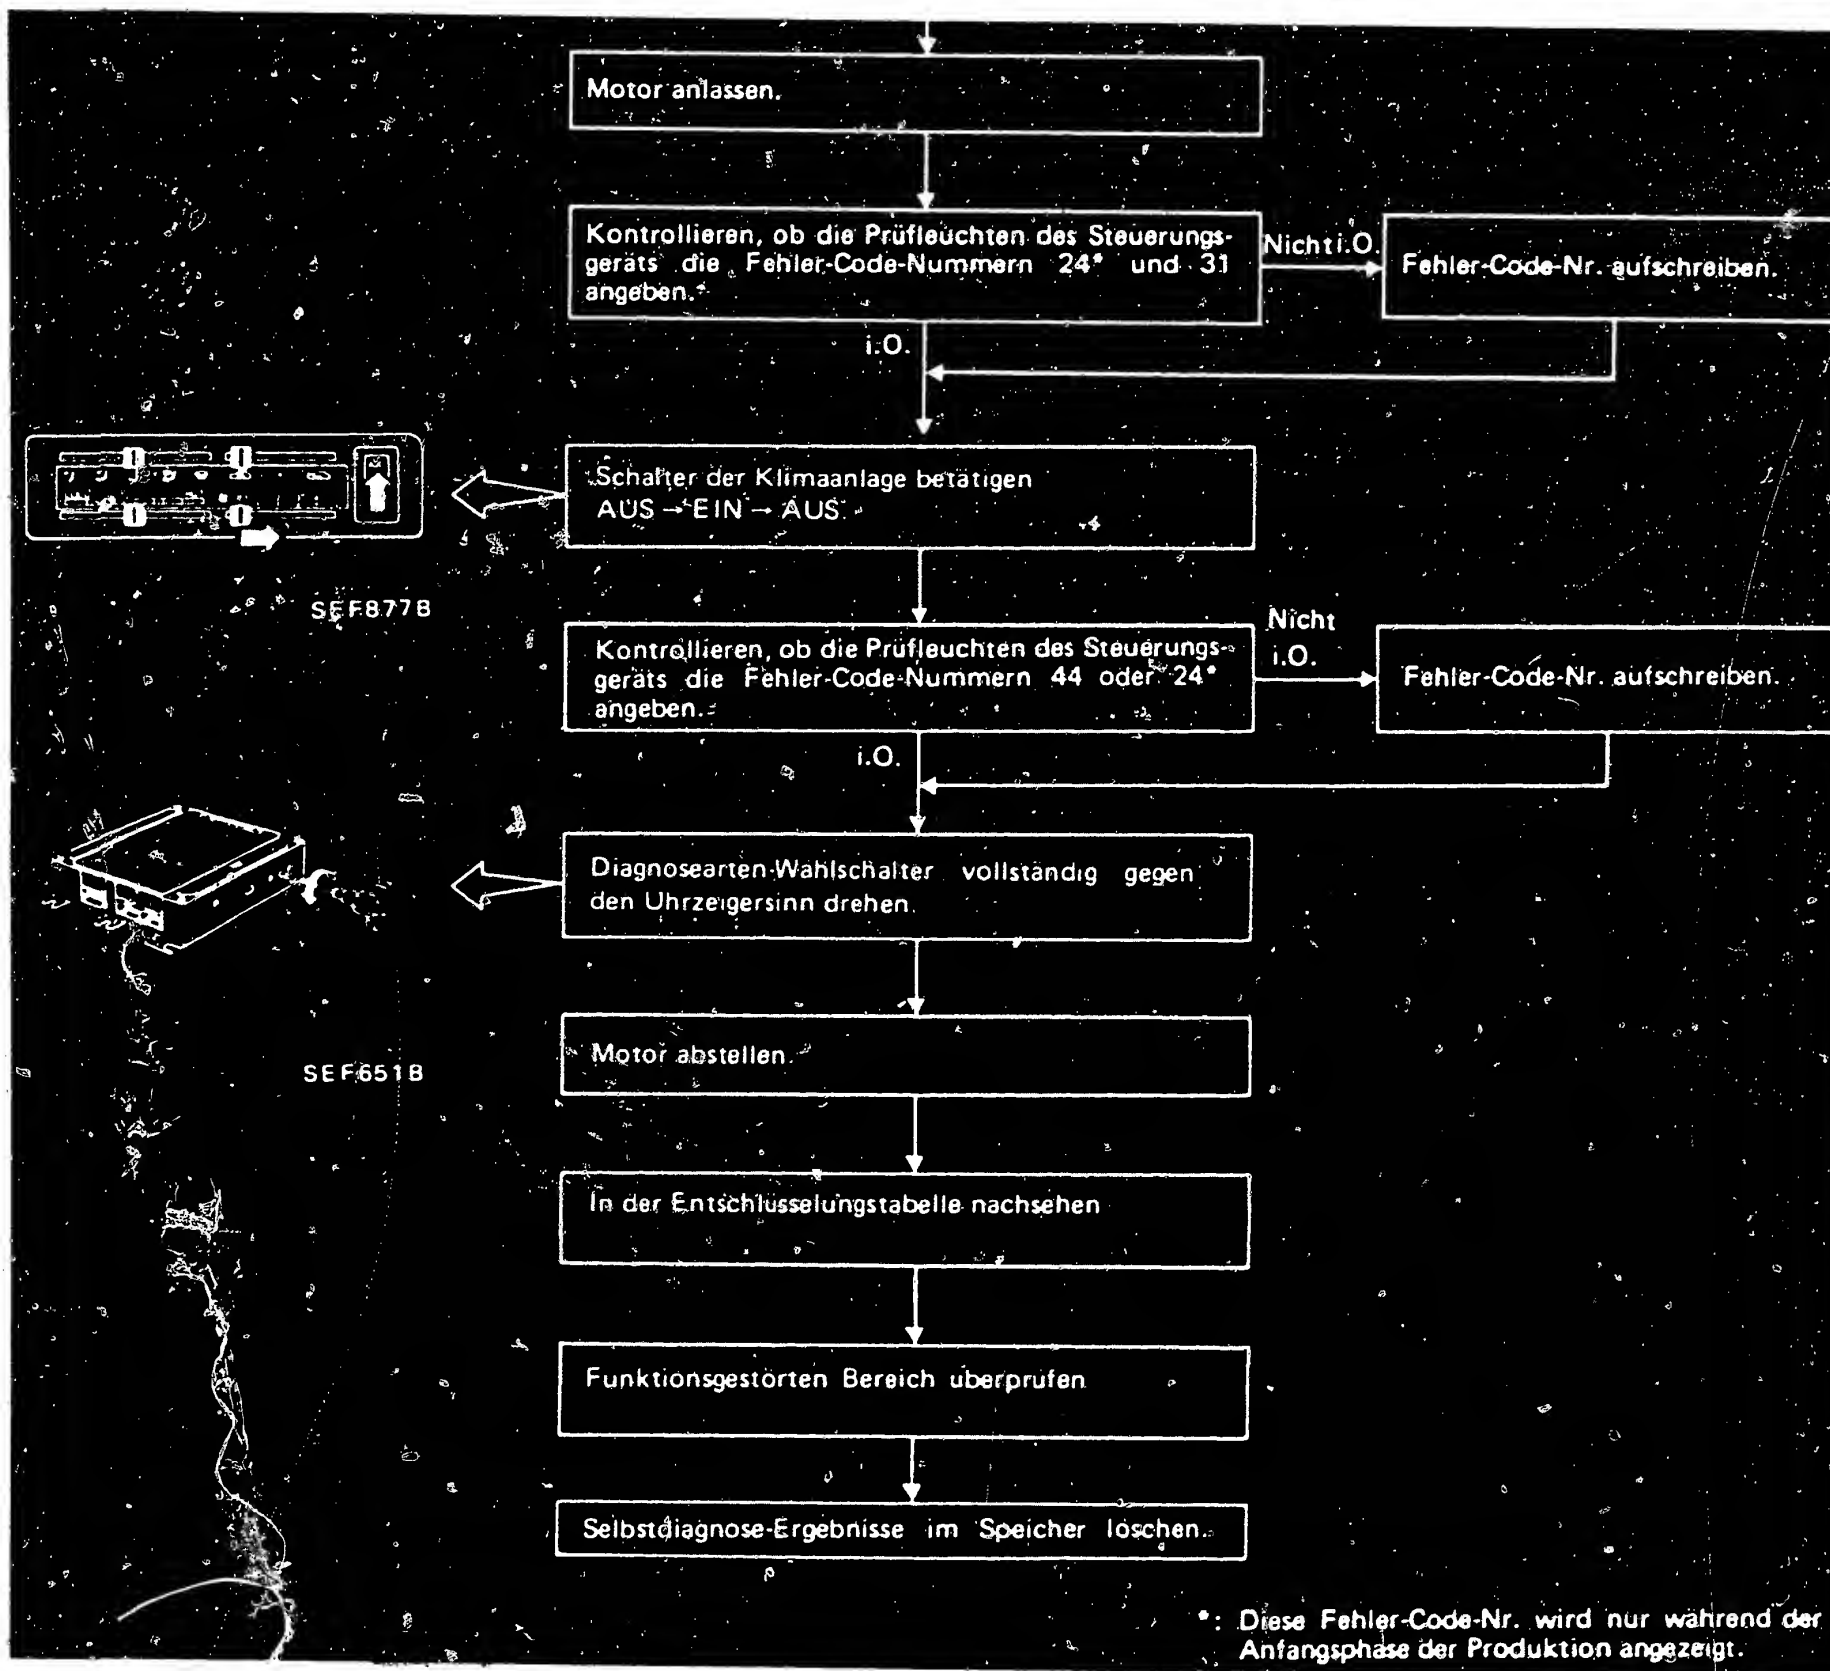 Motor anlassen.
Kontrollieren, ob die Prüfleuchten des Steuerungs-
geräts die Fehler-Code-Nummern 24* und 31
angeben.
Nicht i.O.
Fehler-Code-Nr. aufschreiben.
i.O.
Schalter der Klimaanlage betätigen
AUS → EIN → AUS.
SEF877B
Kontrollieren, ob die Prüfleuchten des Steuerungs-
geräts die Fehler-Code-Nummern 44 oder 24*
angeben.
Nicht
i.O.
Fehler-Code-Nr. aufschreiben.
i.O.
Diagnosearten-Wahlschalter vollständig gegen
den Uhrzeigersinn drehen.
SEF651B
Motor abstellen.
In der Entschlüsselungstabelle nachsehen
Funktionsgestörten Bereich überprüfen
Selbstdiagnose-Ergebnisse im Speicher löschen.
*: Diese Fehler-Code-Nr. wird nur während der
Anfangsphase der Produktion angezeigt.